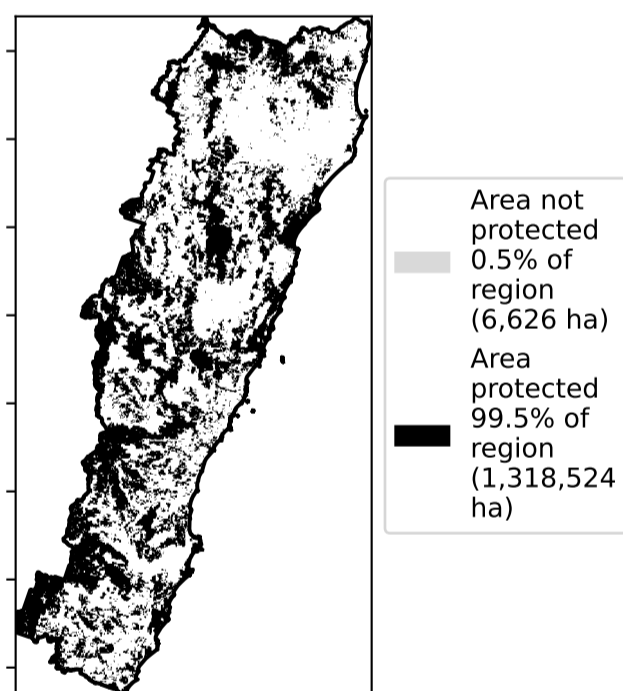 Area not
protected
0.5% of
region
(6,626 ha)
Area
protected
99.5% of
region
(1,318,524
ha)